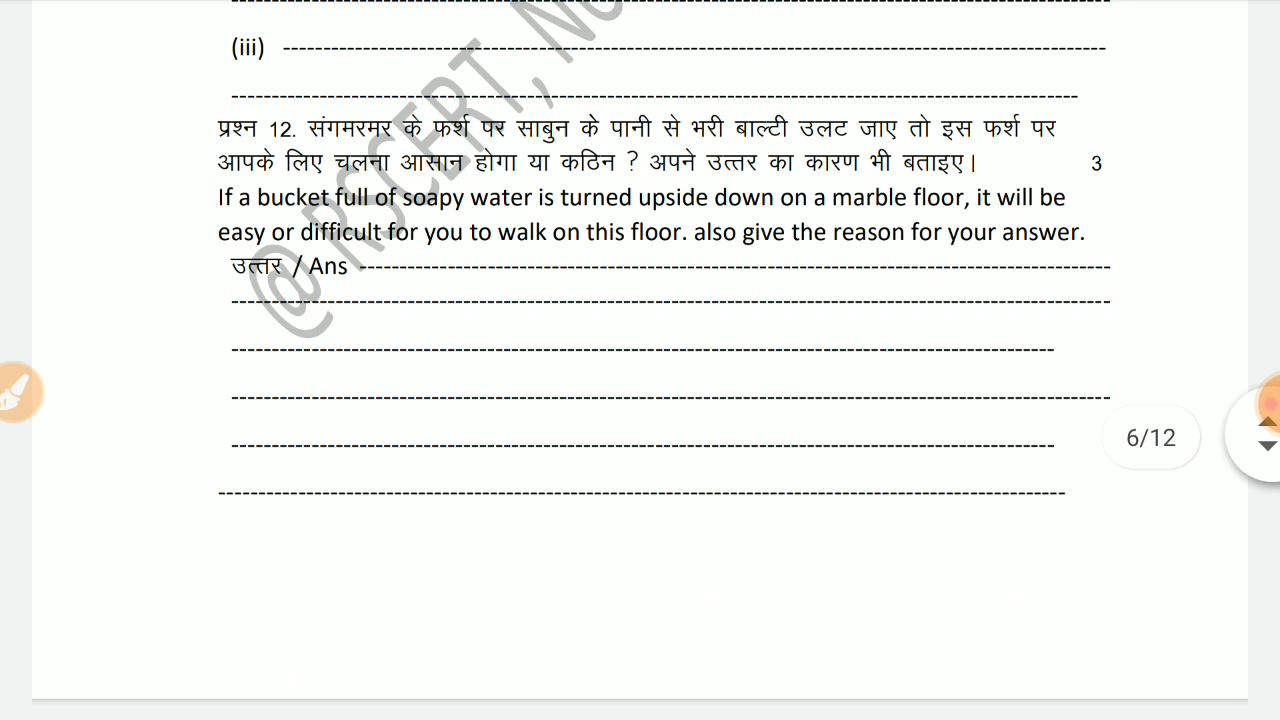 (iii) ---------------------------------------------------------------------------------------------------------
-------------------------------------------------------------------------------------------------------------
प्रश्न 12. संगमरमर के फर्श पर साबुन के पानी से भरी बाल्टी उलट जाए तो इस फर्श पर
आपके लिए चलना आसान होगा या कठिन ? अपने उत्तर का कारण भी बताइए। 3
If a bucket full of soapy water is turned upside down on a marble floor, it will be
easy or difficult for you to walk on this floor. also give the reason for your answer.
उत्तर / Ans ------------------------------------------------------------------------------------------------
@ RSCERT,
6/12